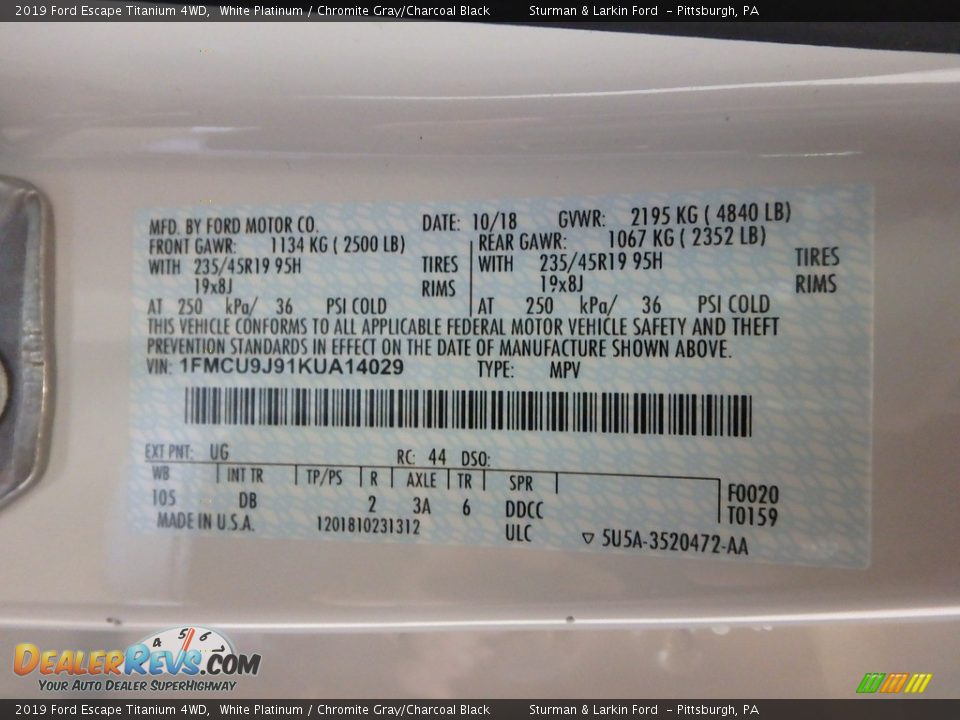 2019 Ford Escape Titanium 4WD, White Platinum / Chromite Gray/Charcoal Black Sturman & Larkin Ford - Pittsburgh, PA
MFD. BY FORD MOTOR CO. DATE: 10/18 GVWR: 2195 KG ( 4840 LB)
FRONT GAWR: 1134 KG ( 2500 LB) REAR GAWR: 1067 KG ( 2352 LB)
WITH 235/45R19 95H TIRES WITH 235/45R19 95H TIRES
19x8J RIMS 19x8J RIMS
AT 250 kPa/ 36 PSI COLD AT 250 kPa/ 36 PSI COLD
THIS VEHICLE CONFORMS TO ALL APPLICABLE FEDERAL MOTOR VEHICLE SAFETY AND THEFT
PREVENTION STANDARDS IN EFFECT ON THE DATE OF MANUFACTURE SHOWN ABOVE.
VIN: 1FMCU9J91KUA14029 TYPE: MPV
EXT PNT: UG RC: 44 DSO:
WB INT TR TP/PS R AXLE TR SPR
105 DB 2 3A 6 DDCC F0020
T0159
MADE IN U.S.A. 1201810231312 ULC ▽ 5U5A-3520472-AA
4 5 6
DEALERREVS.COM
YOUR AUTO DEALER SUPERHIGHWAY
2019 Ford Escape Titanium 4WD, White Platinum / Chromite Gray/Charcoal Black Sturman & Larkin Ford - Pittsburgh, PA